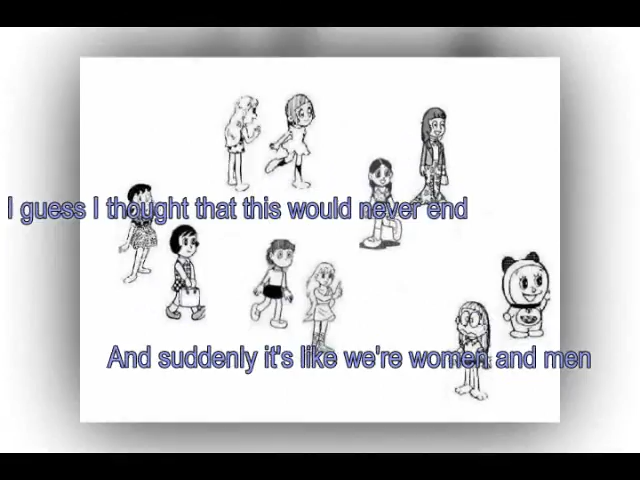 I guess I thought that this would never end
And suddenly it's like we're women and men